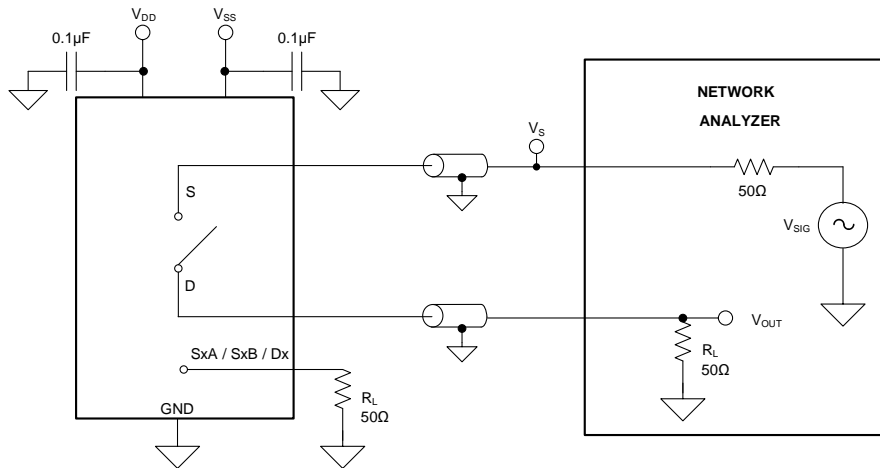 V_DD
V_SS
0.1µF
0.1µF
NETWORK
ANALYZER
V_S
S
50Ω
V_SIG
D
V_OUT
SxA / SxB / Dx
R_L
50Ω
R_L
50Ω
GND